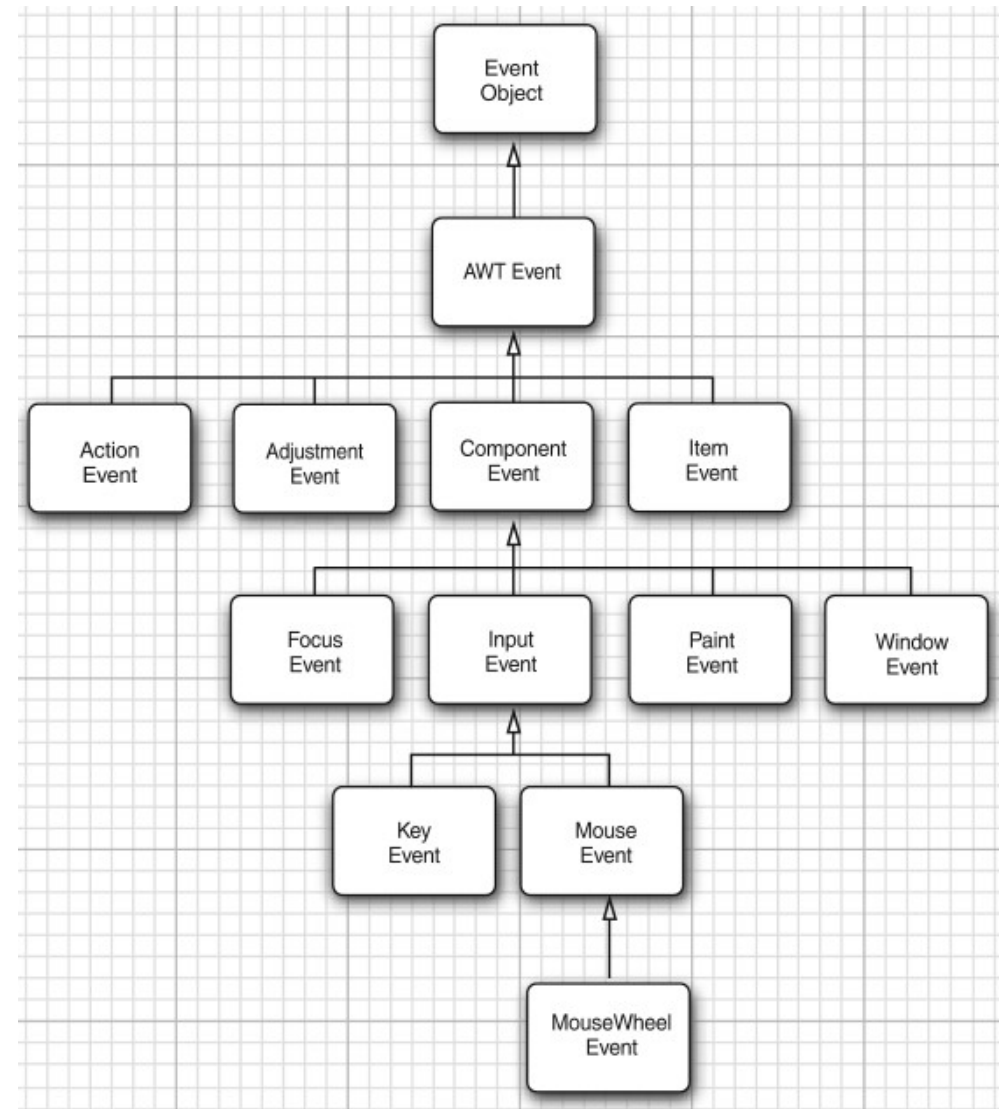 Event
Object
AWT Event
Action
Event
Adjustment
Event
Component
Event
Item
Event
Focus
Event
Input
Event
Paint
Event
Window
Event
Key
Event
Mouse
Event
MouseWheel
Event